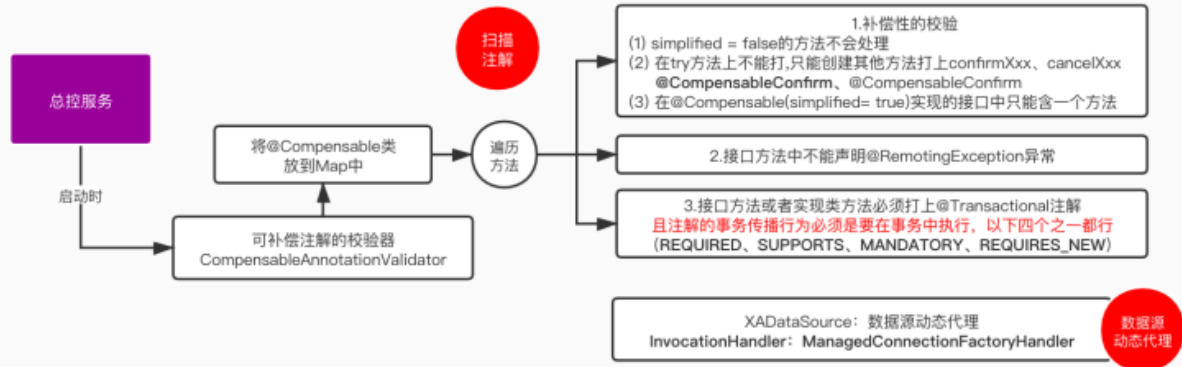 总控服务
启动时
可补偿注解的校验器
CompensableAnnotationValidator
将@Compensable类
放到Map中
扫描
注解
遍历
方法
1.补偿性的校验
(1) simplified = false的方法不会处理
(2) 在try方法上不能打,只能创建其他方法打上confirmXxx、cancelXxx
@CompensableConfirm、@CompensableConfirm
(3) 在@Compensable(simplified= true)实现的接口中只能含一个方法
2.接口方法中不能声明@RemotingException异常
3.接口方法或者实现类方法必须打上@Transactional注解
且注解的事务传播行为必须是要在事务中执行，以下四个之一都行
(REQUIRED、SUPPORTS、MANDATORY、REQUIRES_NEW)
XADataSource：数据源动态代理
InvocationHandler：ManagedConnectionFactoryHandler
数据源
动态代理